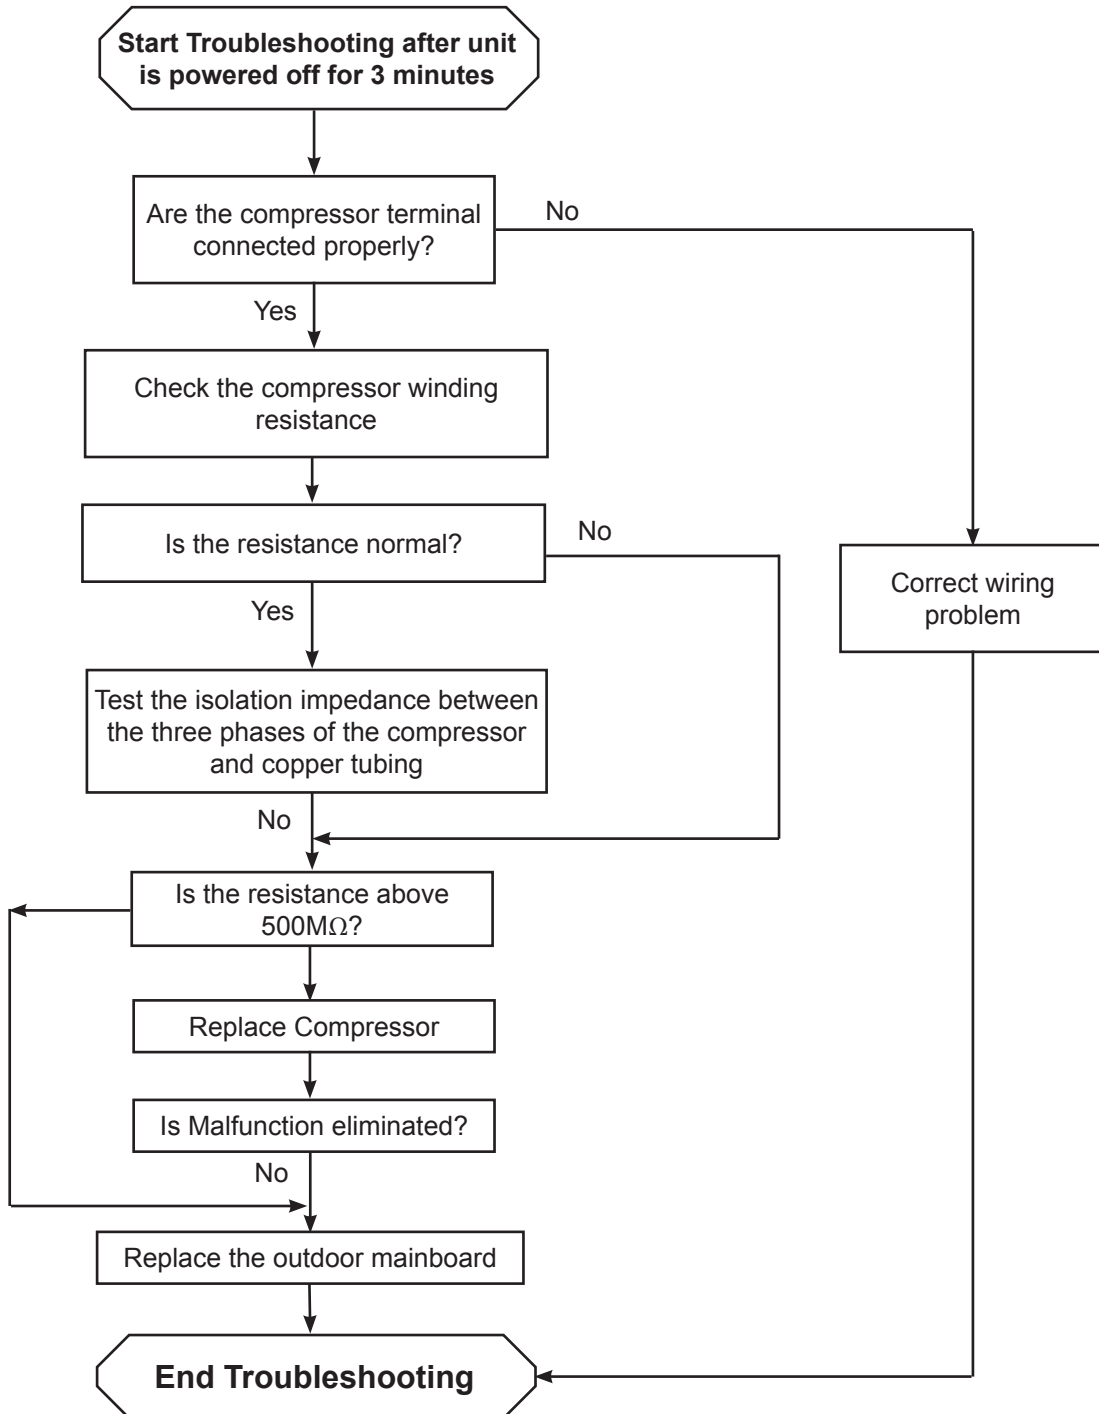 Start Troubleshooting after unit
is powered off for 3 minutes
Are the compressor terminal
connected properly?
No
Yes
Check the compressor winding
resistance
Is the resistance normal?
No
Yes
Correct wiring
problem
Test the isolation impedance between
the three phases of the compressor
and copper tubing
No
Is the resistance above
500MΩ?
Replace Compressor
Is Malfunction eliminated?
No
Replace the outdoor mainboard
End Troubleshooting